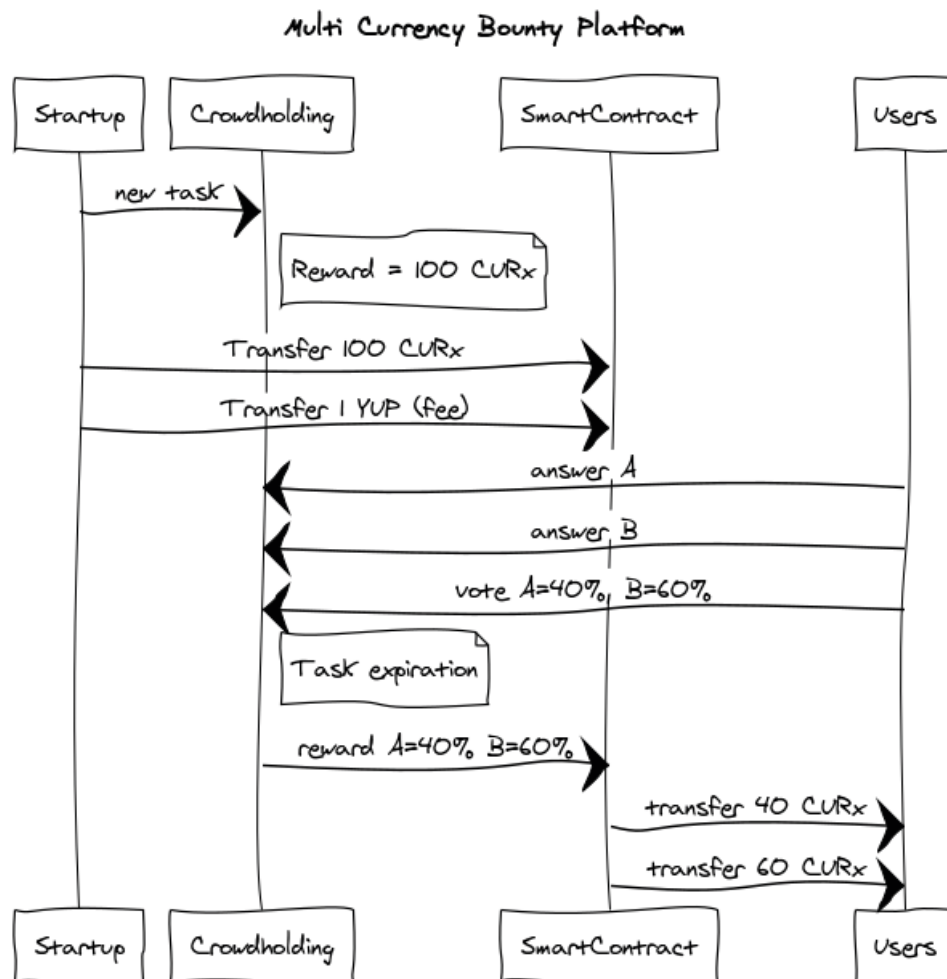 Multi Currency Bounty Platform
Startup
Crowdholding
SmartContract
Users
new task
Reward = 100 CURx
Transfer 100 CURx
Transfer 1 YUP (fee)
answer A
answer B
vote A=40% B=60%
Task expiration
reward A=40% B=60%
transfer 40 CURx
transfer 60 CURx
Startup
Crowdholding
SmartContract
Users